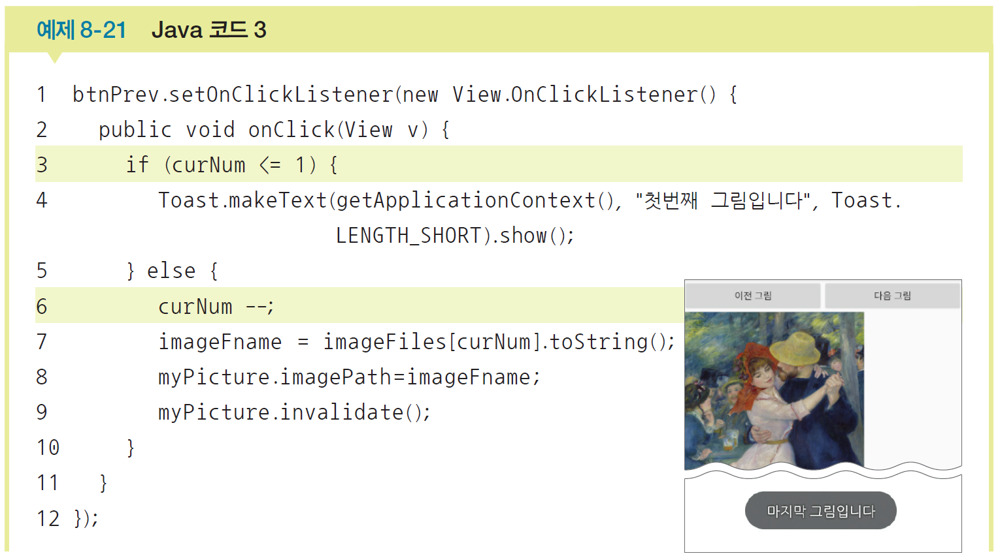 예제 8-21 Java 코드 3
1 btnPrev.setOnClickListener(new View.OnClickListener() {
2 public void onClick(View v) {
3 if (curNum <= 1) {
4 Toast.makeText(getApplicationContext(), "첫번째 그림입니다", Toast.
LENGTH_SHORT).show();
5 } else {
6 curNum --;
7 imageFname = imageFiles[curNum].toString();
8 myPicture.imagePath=imageFname;
9 myPicture.invalidate();
10 }
11 }
12 });
이전 그림 다음 그림
마지막 그림입니다